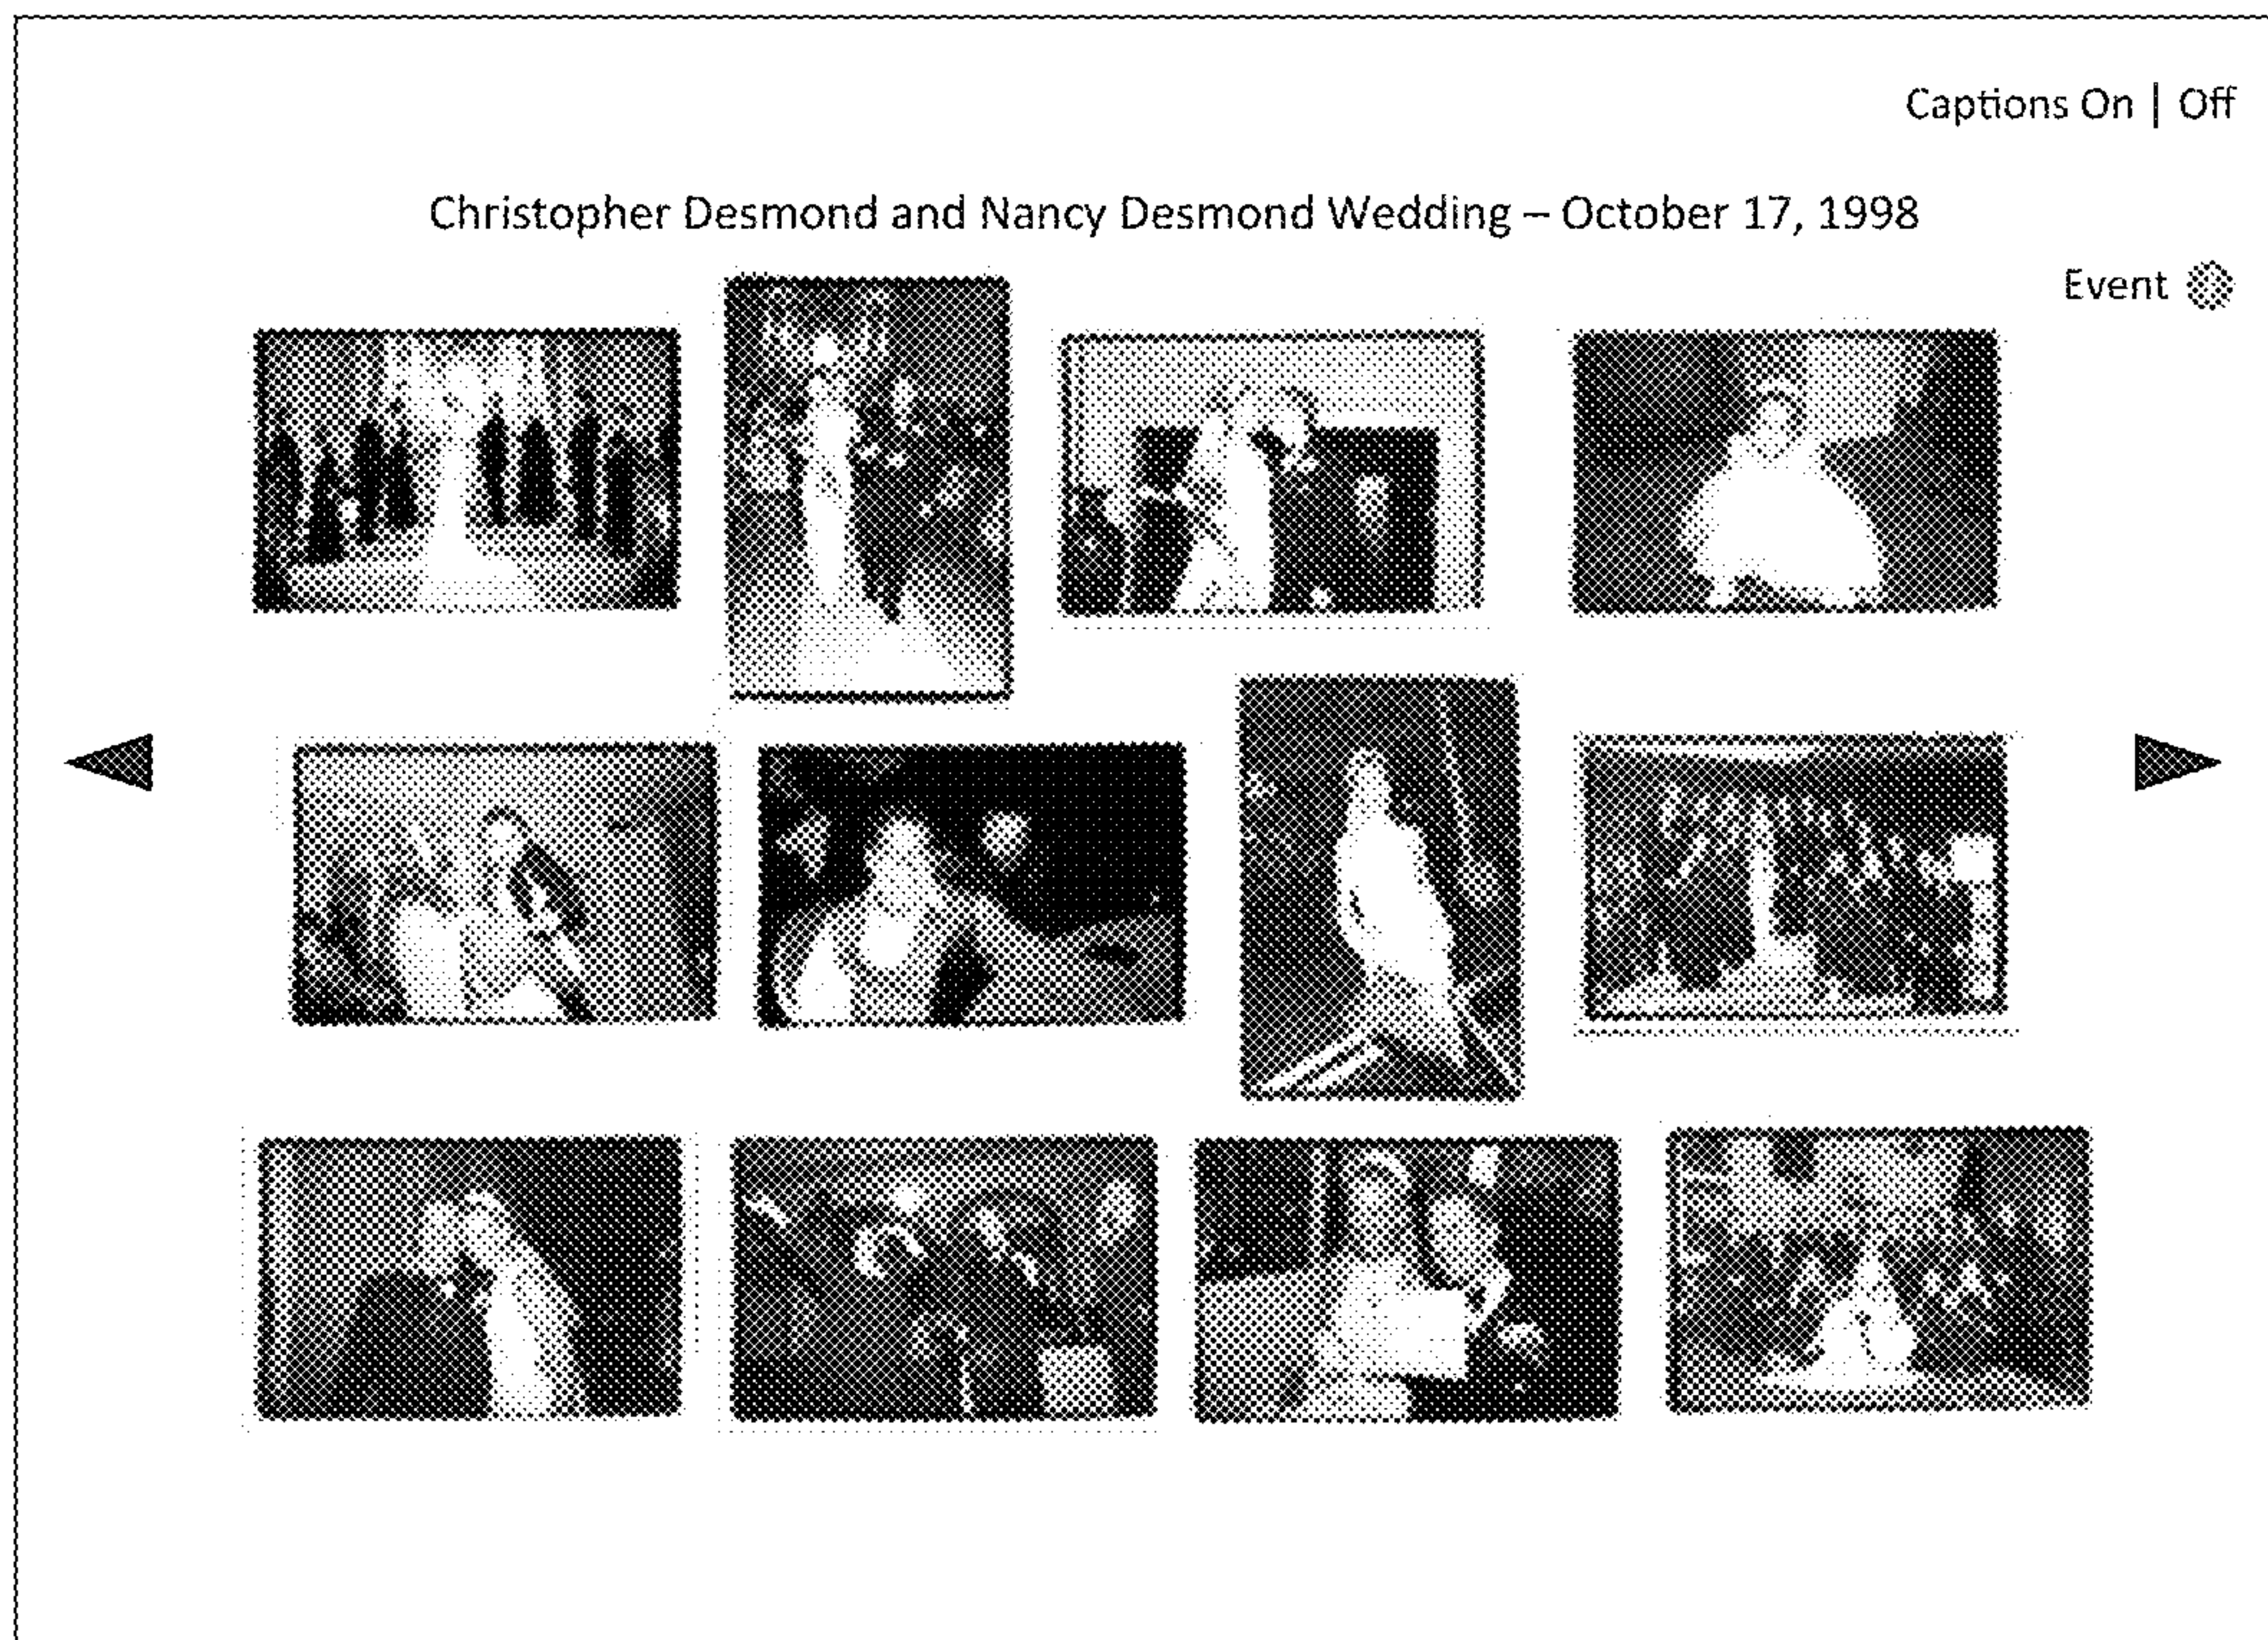 Captions On | Off
Christopher Desmond and Nancy Desmond Wedding – October 17, 1998
Event